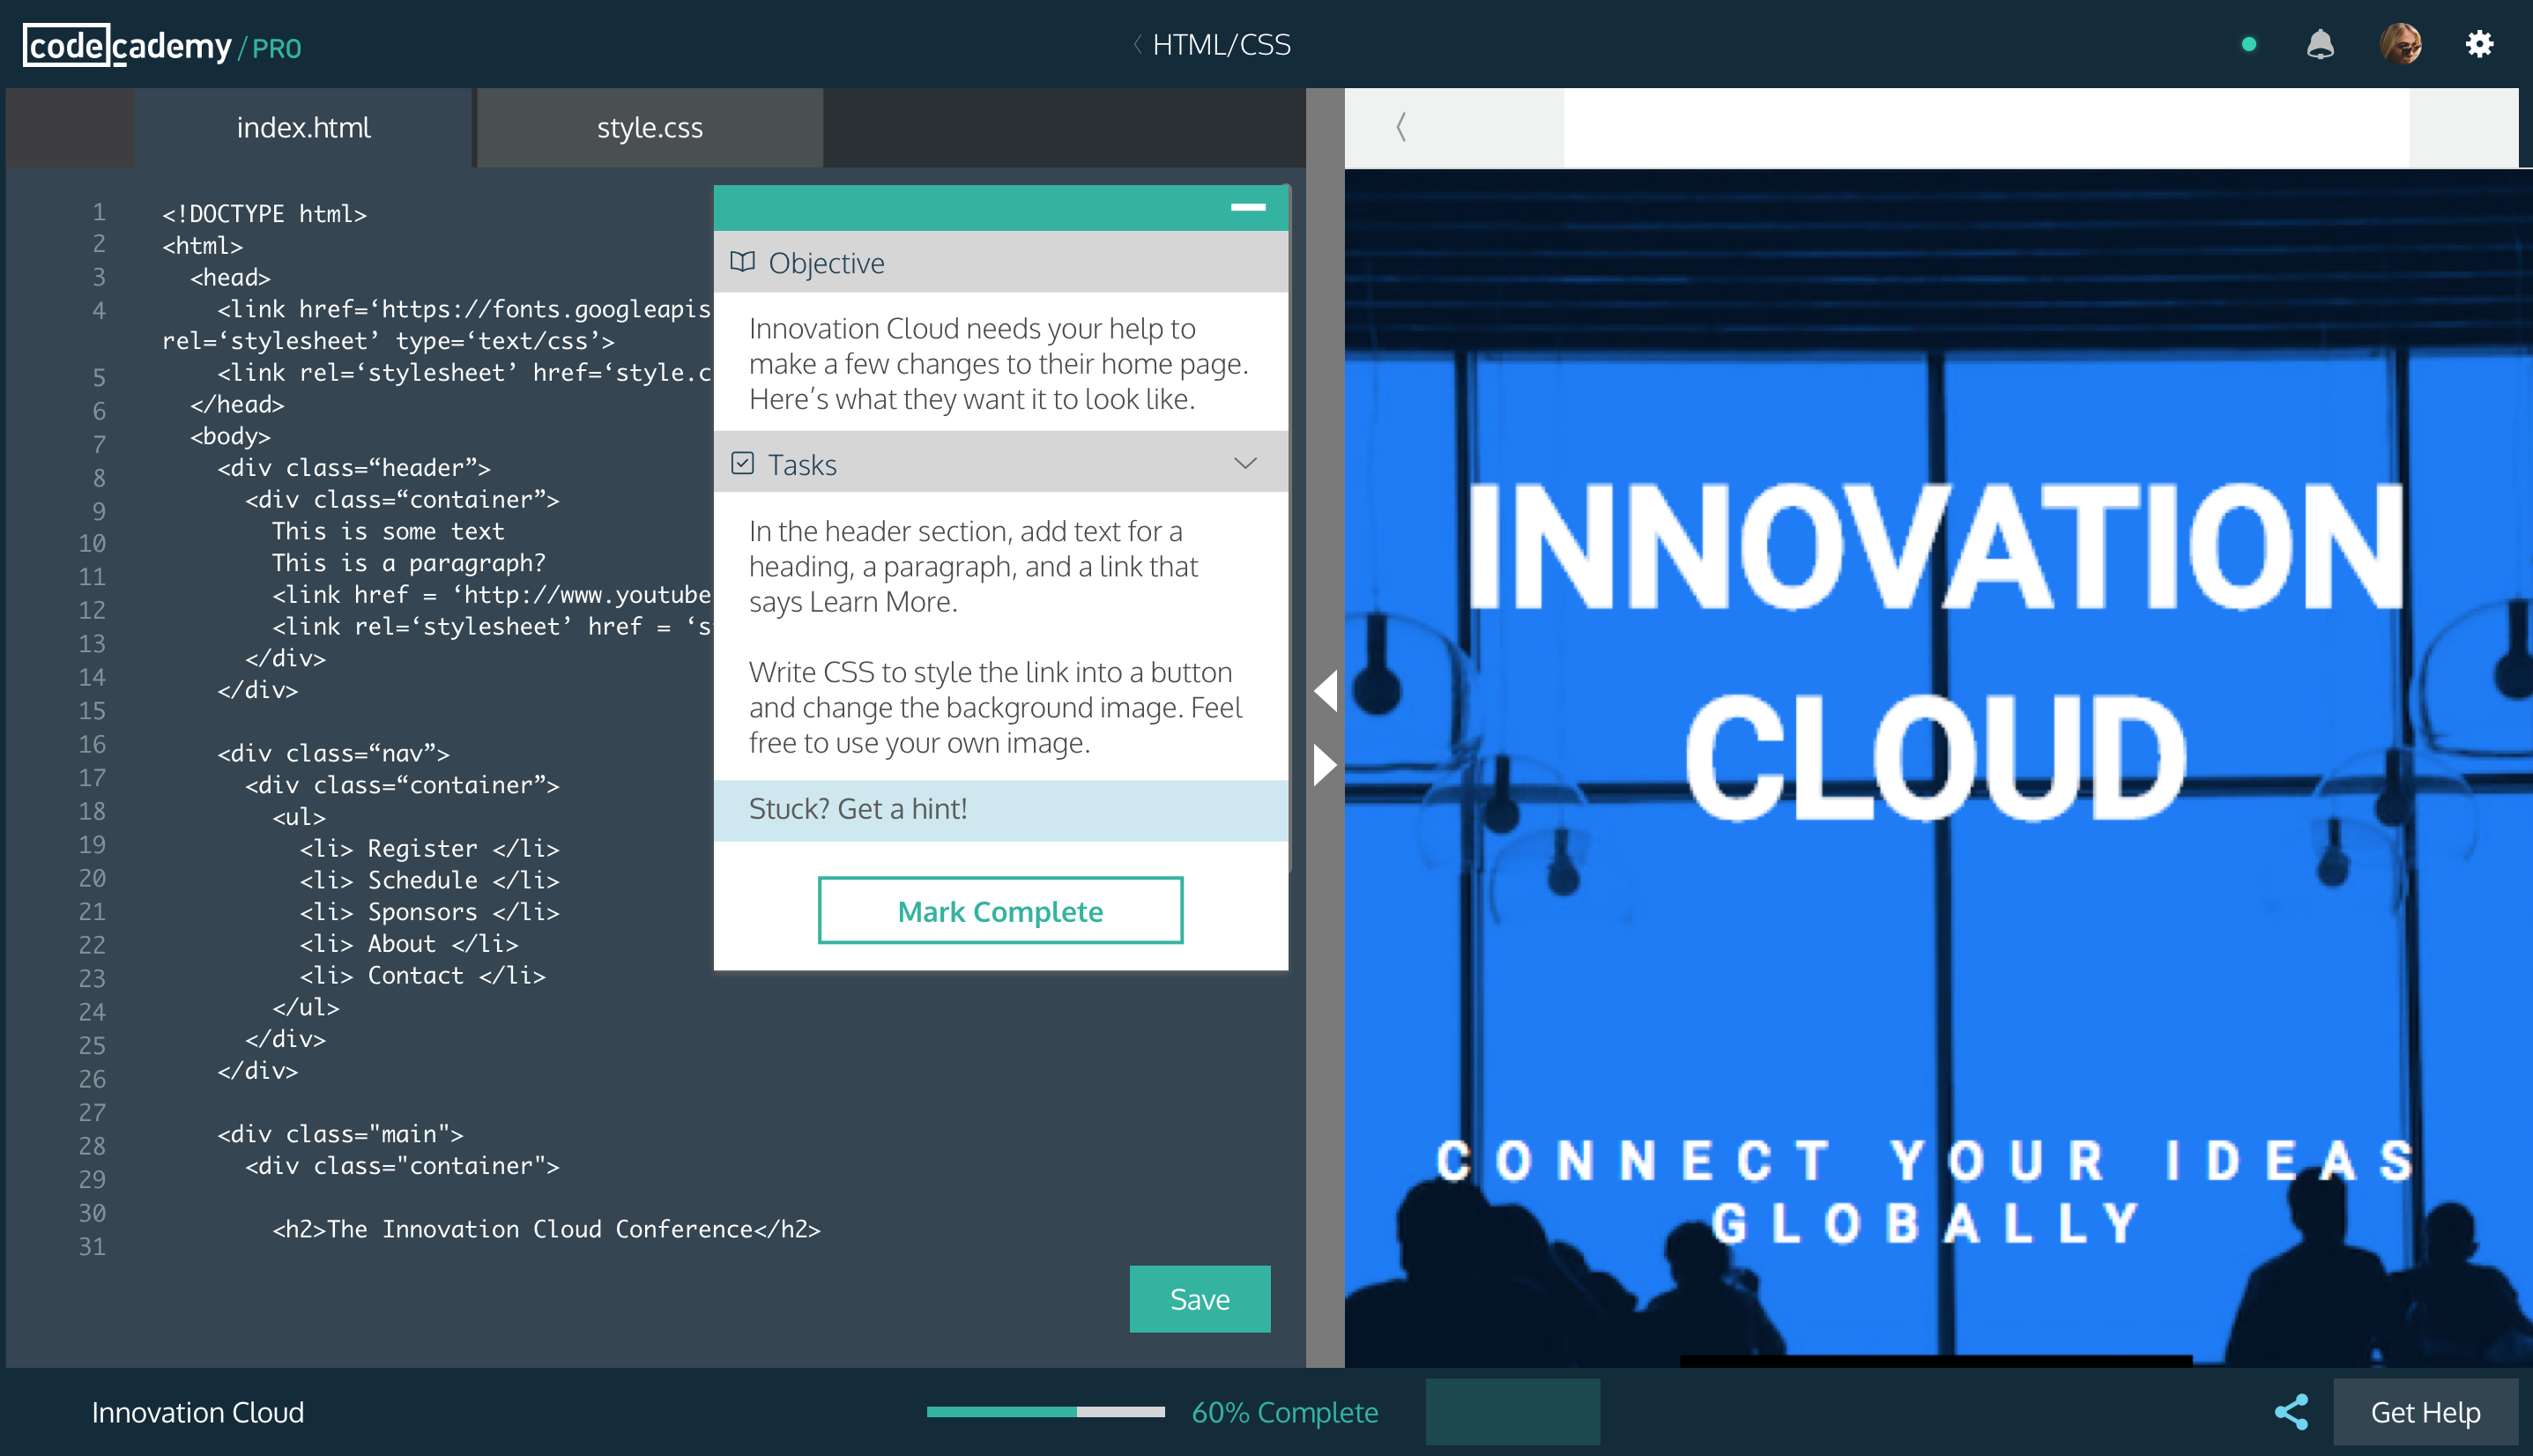 codecademy/PRO
HTML/CSS
index.html
style.css
1 <!DOCTYPE html>
2 <html>
3 <head>
4 <link href=‘https://fonts.googleapis
rel=‘stylesheet’ type=‘text/css’>
5 <link rel=‘stylesheet’ href=‘style.c
6 </head>
7 <body>
8 <div class=“header”>
9 <div class=“container”>
10 This is some text
11 This is a paragraph?
12 <link href = ‘http://www.youtube
13 <link rel=‘stylesheet’ href = ‘s
14 </div>
15 </div>
16 <div class=“nav”>
17 <div class=“container”>
18 <ul>
19 <li> Register </li>
20 <li> Schedule </li>
21 <li> Sponsors </li>
22 <li> About </li>
23 <li> Contact </li>
24 </ul>
25 </div>
26 </div>
27
28 <div class="main">
29 <div class="container">
30
31 <h2>The Innovation Cloud Conference</h2>
Objective
Innovation Cloud needs your help to
make a few changes to their home page.
Here’s what they want it to look like.
Tasks
In the header section, add text for a
heading, a paragraph, and a link that
says Learn More.
Write CSS to style the link into a button
and change the background image. Feel
free to use your own image.
Stuck? Get a hint!
Mark Complete
Save
INNOVATION
CLOUD
CONNECT YOUR IDEAS
GLOBALLY
Innovation Cloud
60% Complete
Get Help